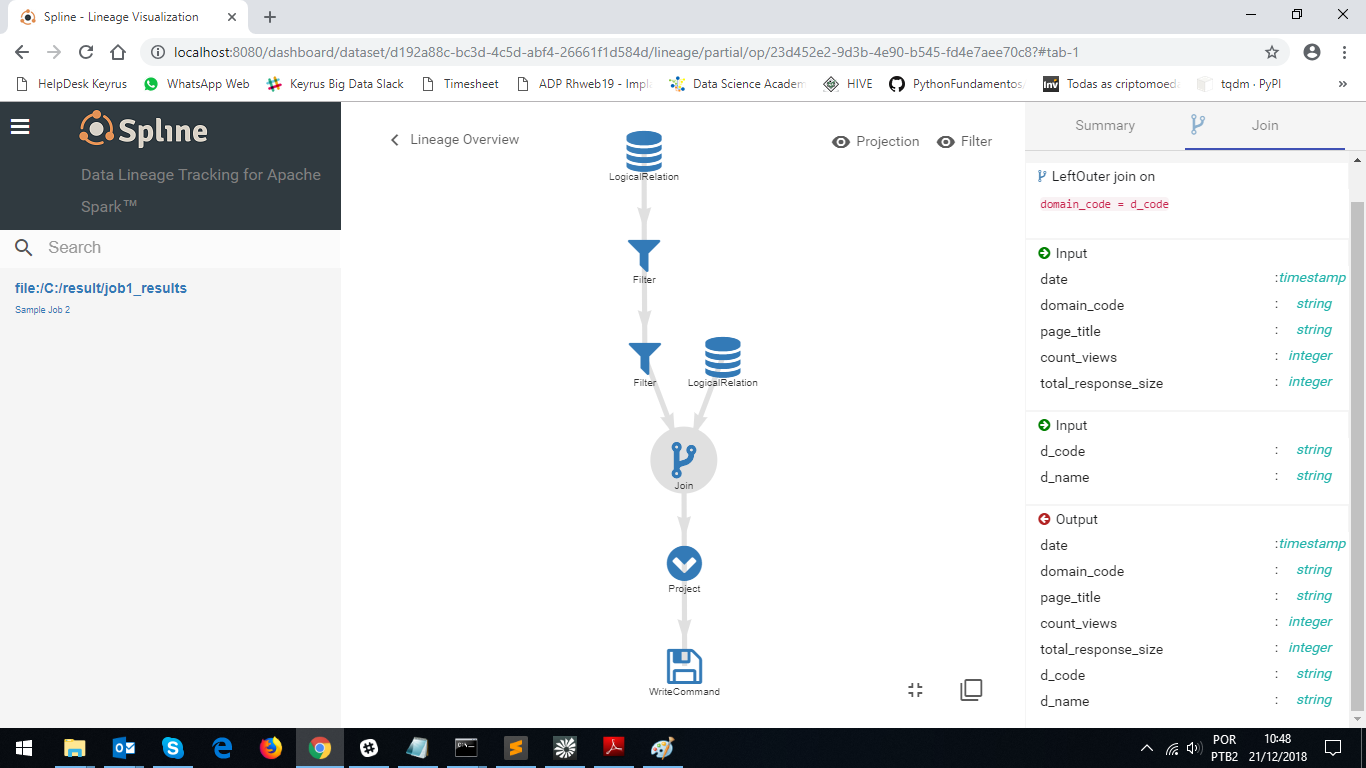 Spline - Lineage Visualization
localhost:8080/dashboard/dataset/d192a88c-bc3d-4c5d-abf4-26661f1d584d/lineage/partial/op/23d452e2-9d3b-4e90-b545-fd4e7aee70c8?#tab-1
HelpDesk Keyrus
WhatsApp Web
Keyrus Big Data Slack
Timesheet
ADP Rhweb19 - Impl
Data Science Academ
HIVE
PythonFundamentos/
Todas as criptomoed
tqdm · PyPI
»
Spline
Data Lineage Tracking for Apache
Spark™
Search
file:/C:/result/job1_results
Sample Job 2
Lineage Overview
Projection
Filter
LogicalRelation
Filter
Filter
LogicalRelation
Join
Project
WriteCommand
Summary
Join
LeftOuter join on
domain_code = d_code
Input
date :timestamp
domain_code : string
page_title : string
count_views : integer
total_response_size : integer
Input
d_code : string
d_name : string
Output
date :timestamp
domain_code : string
page_title : string
count_views : integer
total_response_size : integer
d_code : string
d_name : string
Inv
POR
PTB2
10:48
21/12/2018